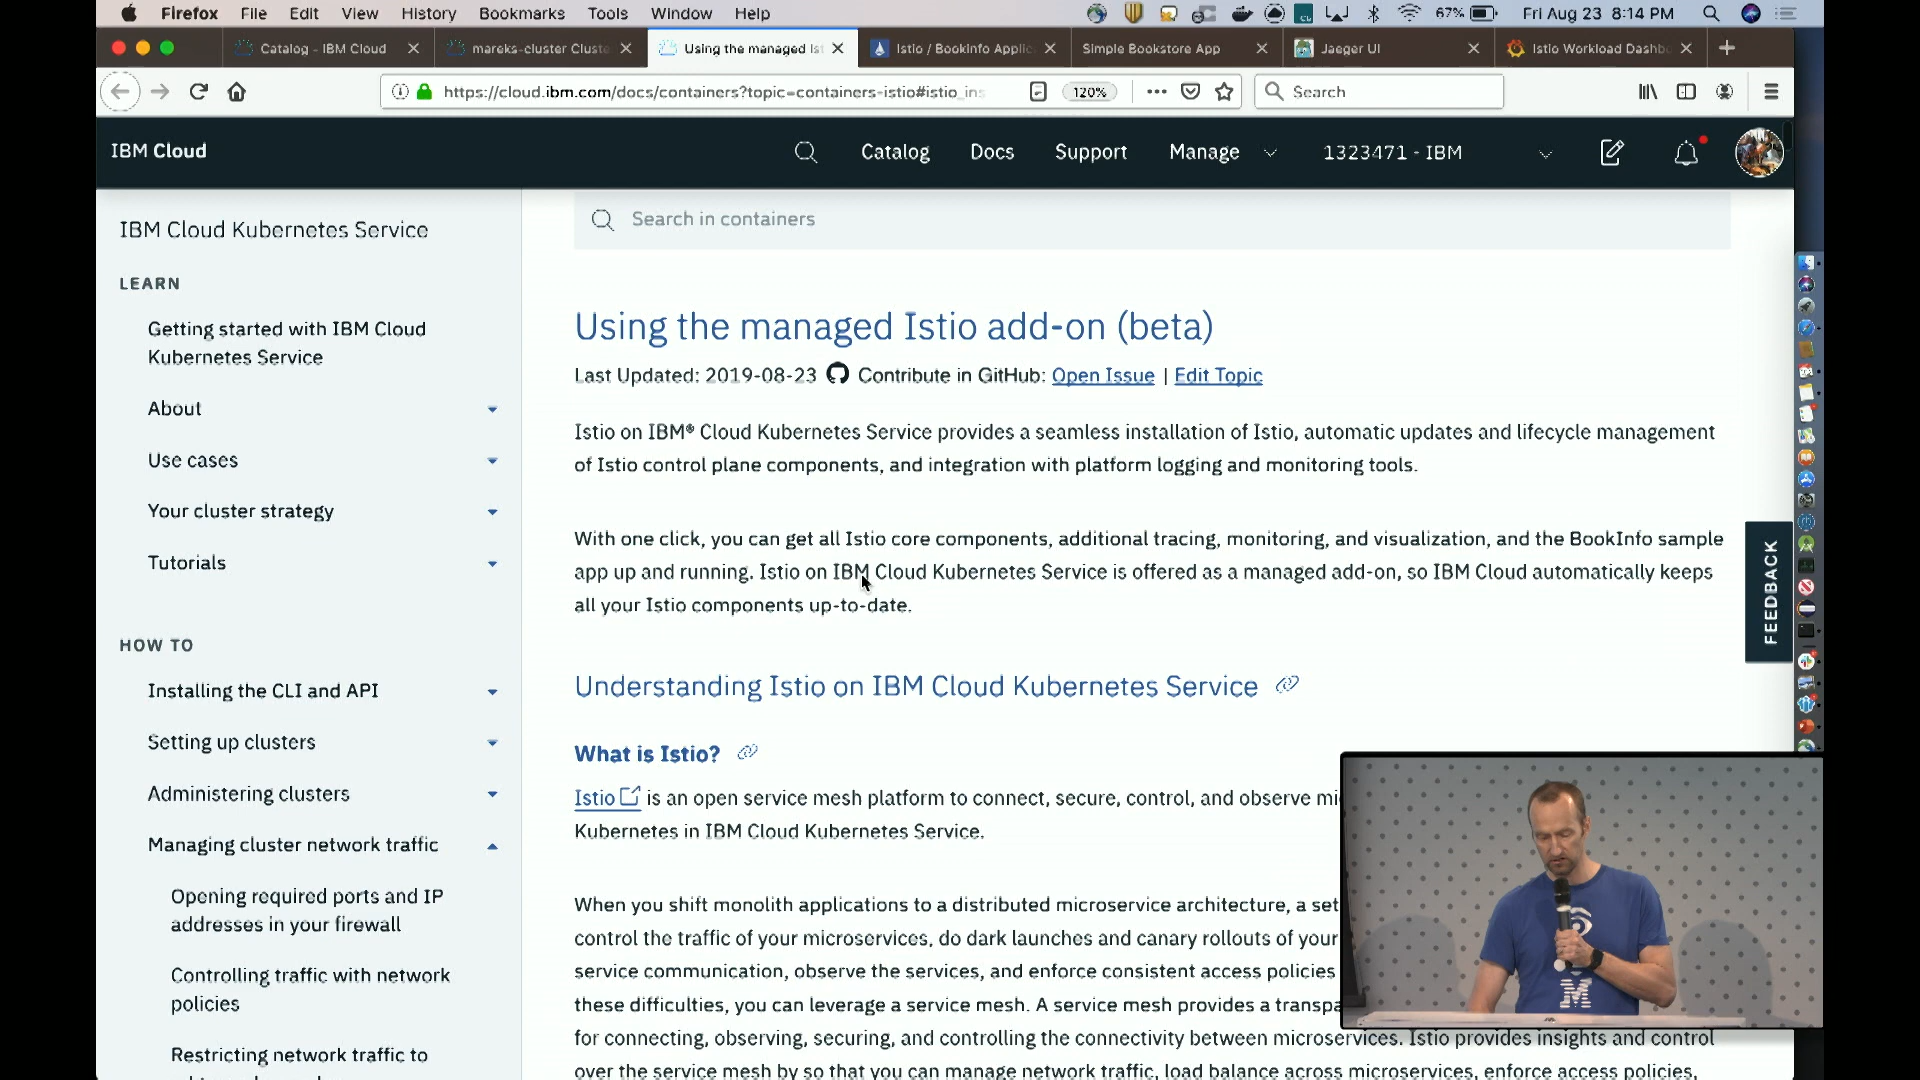 Firefox File Edit View History Bookmarks Tools Window Help
67% Fri Aug 23 8:14 PM
Catalog - IBM Cloud
mareks-cluster Cluste
Using the managed Ist
Istio / BookInfo Applic
Simple Bookstore App
Jaeger UI
Istio Workload Dashbo
https://cloud.ibm.com/docs/containers?topic=containers-istio#istio_ins
120%
Search
IBM Cloud
Catalog Docs Support Manage 1323471 - IBM
IBM Cloud Kubernetes Service
LEARN
Getting started with IBM Cloud
Kubernetes Service
About
Use cases
Your cluster strategy
Tutorials
HOW TO
Installing the CLI and API
Setting up clusters
Administering clusters
Managing cluster network traffic
Opening required ports and IP
addresses in your firewall
Controlling traffic with network
policies
Restricting network traffic to
Search in containers
Using the managed Istio add-on (beta)
Last Updated: 2019-08-23 Contribute in GitHub: Open Issue | Edit Topic
Istio on IBM® Cloud Kubernetes Service provides a seamless installation of Istio, automatic updates and lifecycle management
of Istio control plane components, and integration with platform logging and monitoring tools.
With one click, you can get all Istio core components, additional tracing, monitoring, and visualization, and the BookInfo sample
app up and running. Istio on IBM Cloud Kubernetes Service is offered as a managed add-on, so IBM Cloud automatically keeps
all your Istio components up-to-date.
Understanding Istio on IBM Cloud Kubernetes Service
What is Istio?
Istio is an open service mesh platform to connect, secure, control, and observe mi
Kubernetes in IBM Cloud Kubernetes Service.
When you shift monolith applications to a distributed microservice architecture, a set
control the traffic of your microservices, do dark launches and canary rollouts of your
service communication, observe the services, and enforce consistent access policies
these difficulties, you can leverage a service mesh. A service mesh provides a transpa
for connecting, observing, securing, and controlling the connectivity between microservices. Istio provides insights and control
over the service mesh by so that you can manage network traffic, load balance across microservices, enforce access policies,
FEEDBACK
M